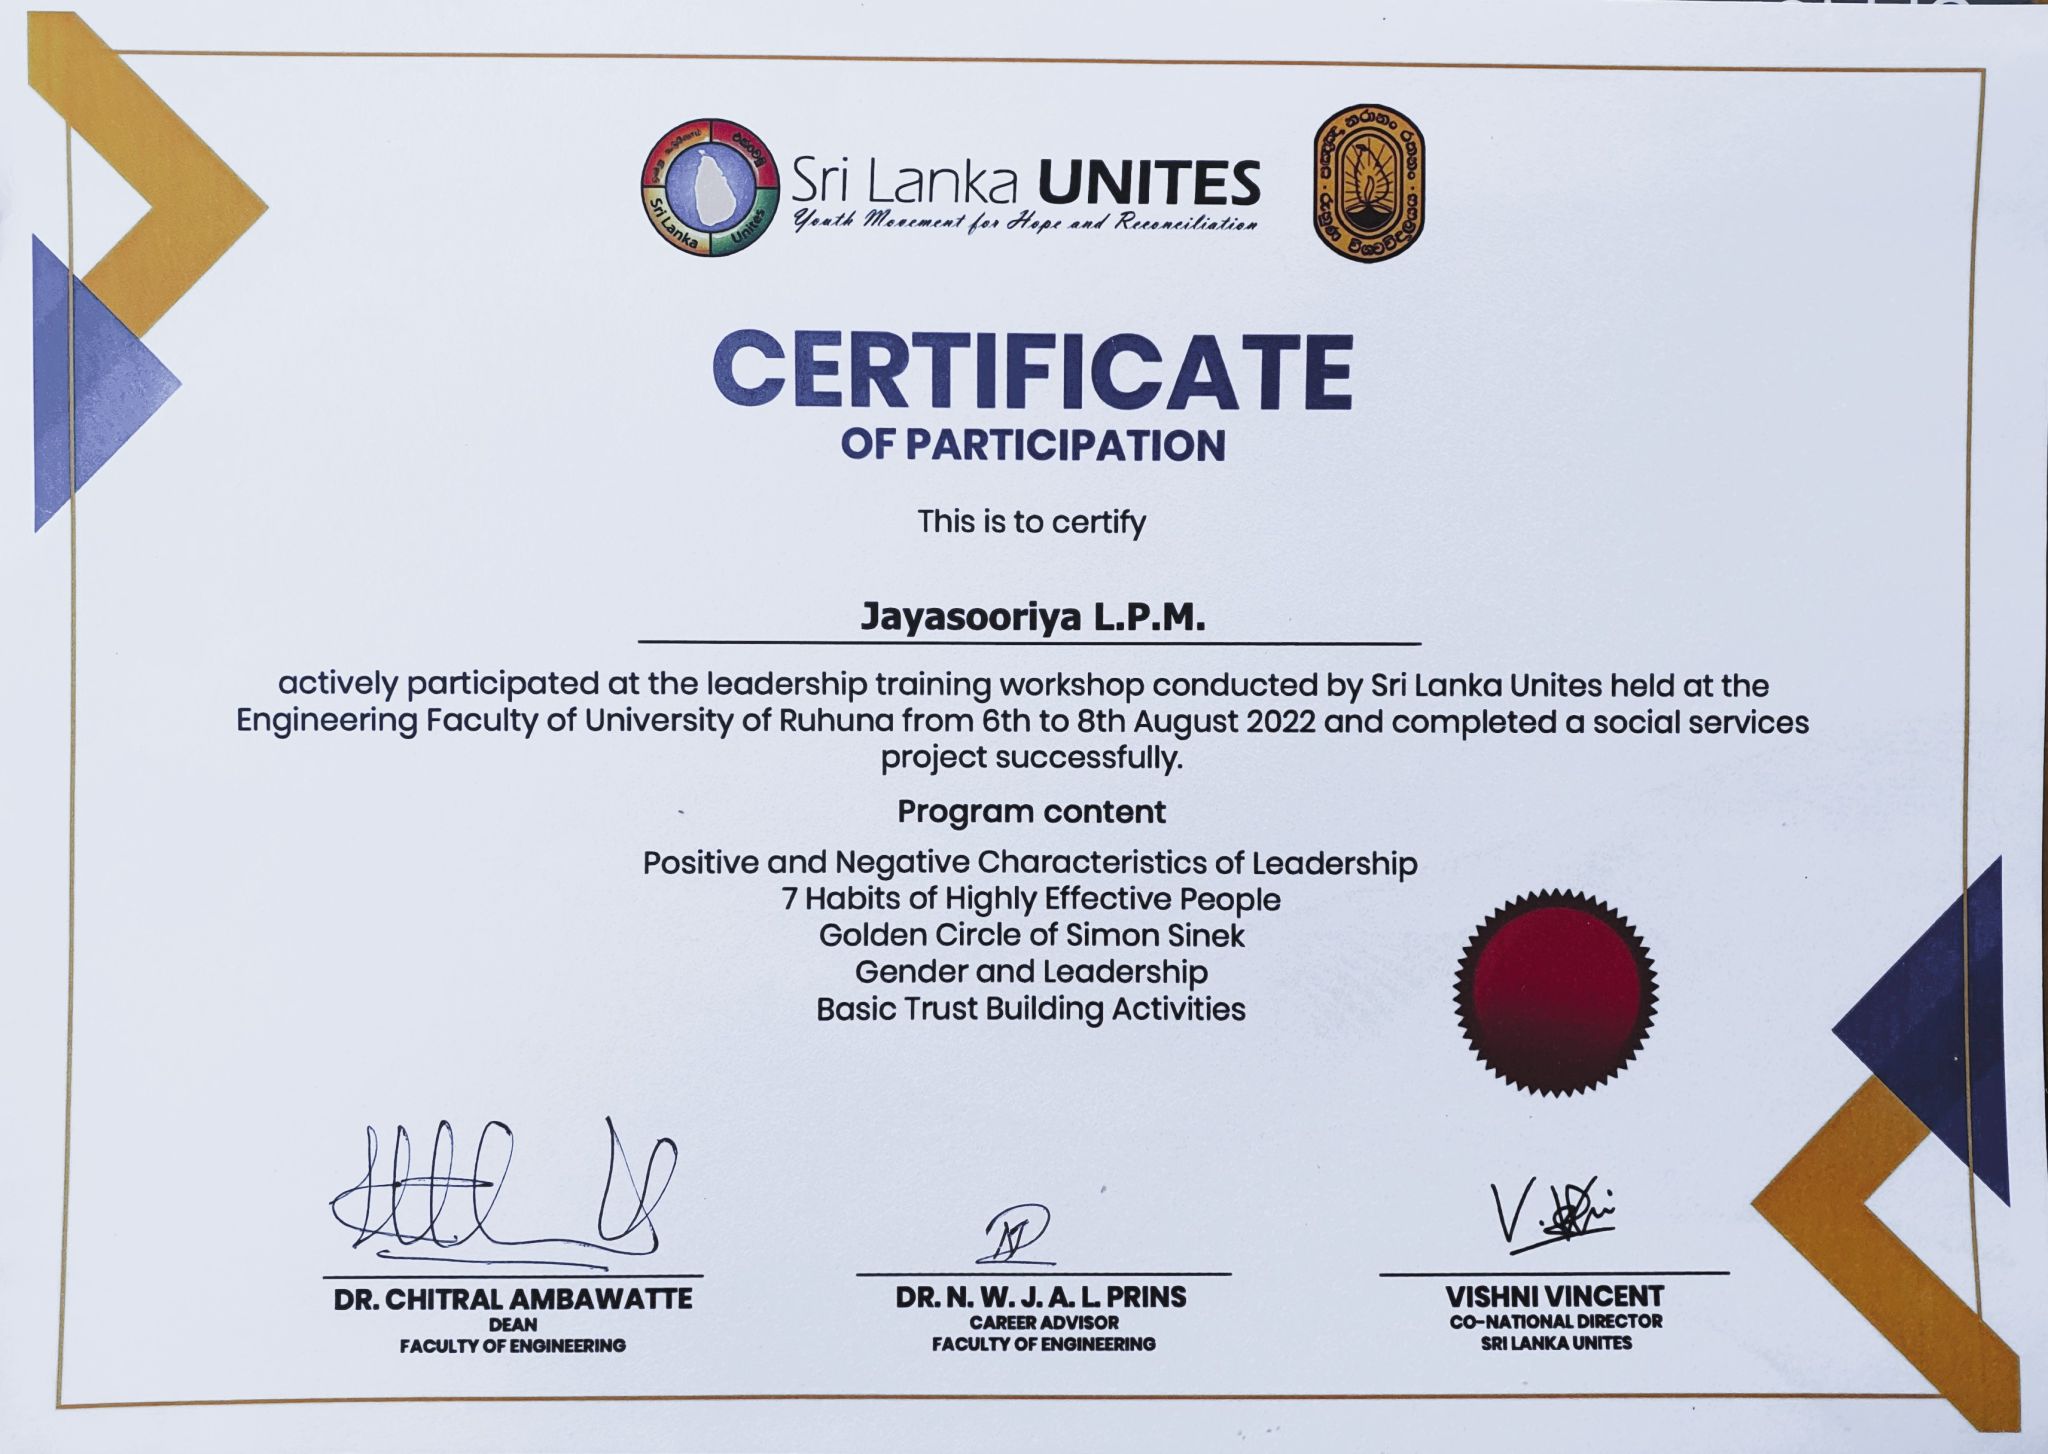 Sri Lanka UNITES
Youth Movement for Hope and Reconciliation
Sri Lanka
Unites
රුහුණ විශ්වවිද්‍යාලය
CERTIFICATE
OF PARTICIPATION
This is to certify
Jayasooriya L.P.M.
actively participated at the leadership training workshop conducted by Sri Lanka Unites held at the
Engineering Faculty of University of Ruhuna from 6th to 8th August 2022 and completed a social services
project successfully.
Program content
Positive and Negative Characteristics of Leadership
7 Habits of Highly Effective People
Golden Circle of Simon Sinek
Gender and Leadership
Basic Trust Building Activities
DR. CHITRAL AMBAWATTE
DEAN
FACULTY OF ENGINEERING
DR. N. W. J. A. L. PRINS
CAREER ADVISOR
FACULTY OF ENGINEERING
VISHNI VINCENT
CO-NATIONAL DIRECTOR
SRI LANKA UNITES